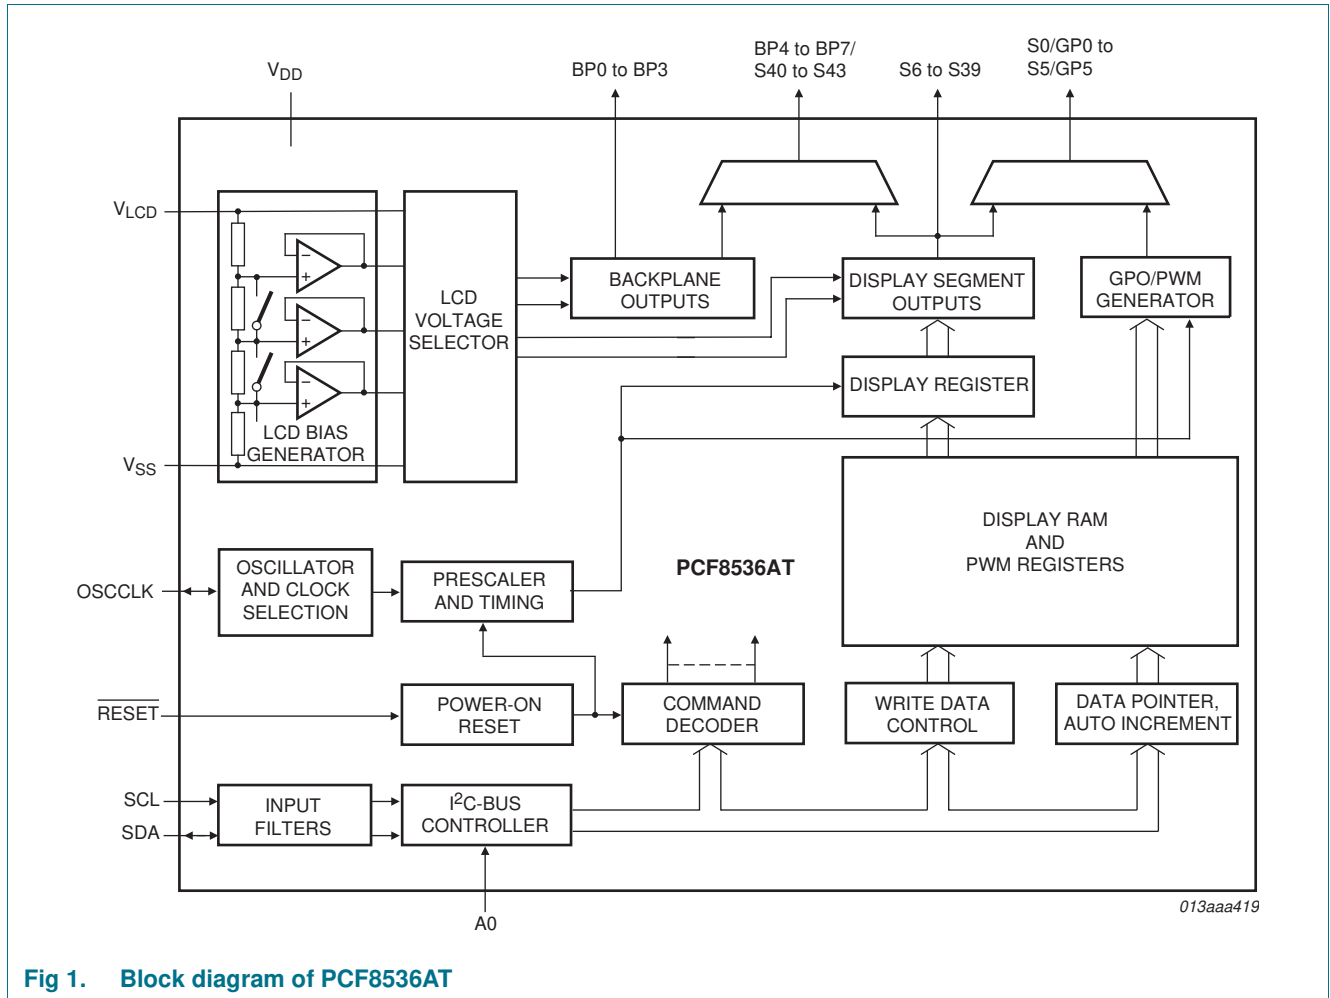 VDD
BP0 to BP3
BP4 to BP7/
S40 to S43
S6 to S39
S0/GP0 to
S5/GP5
VLCD
LCD
VOLTAGE
SELECTOR
BACKPLANE
OUTPUTS
DISPLAY SEGMENT
OUTPUTS
GPO/PWM
GENERATOR
−
+
−
+
−
+
DISPLAY REGISTER
LCD BIAS
GENERATOR
VSS
DISPLAY RAM
AND
PWM REGISTERS
OSCCLK
OSCILLATOR
AND CLOCK
SELECTION
PRESCALER
AND TIMING
PCF8536AT
RESET
POWER-ON
RESET
COMMAND
DECODER
WRITE DATA
CONTROL
DATA POINTER,
AUTO INCREMENT
SCL
SDA
INPUT
FILTERS
I2C-BUS
CONTROLLER
A0
013aaa419
Fig 1. Block diagram of PCF8536AT